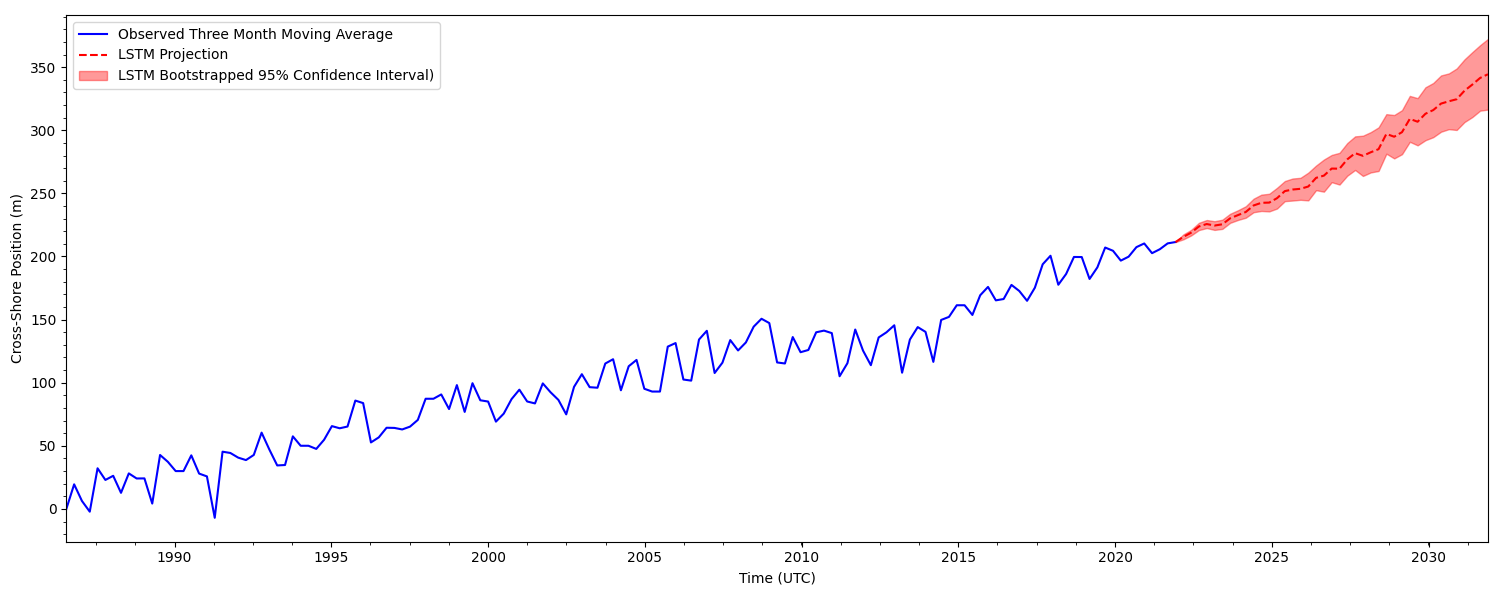 Observed Three Month Moving Average
LSTM Projection
LSTM Bootstrapped 95% Confidence Interval)
350
300
250
200
150
100
50
0
Cross-Shore Position (m)
1990 1995 2000 2005 2010 2015 2020 2025 2030
Time (UTC)